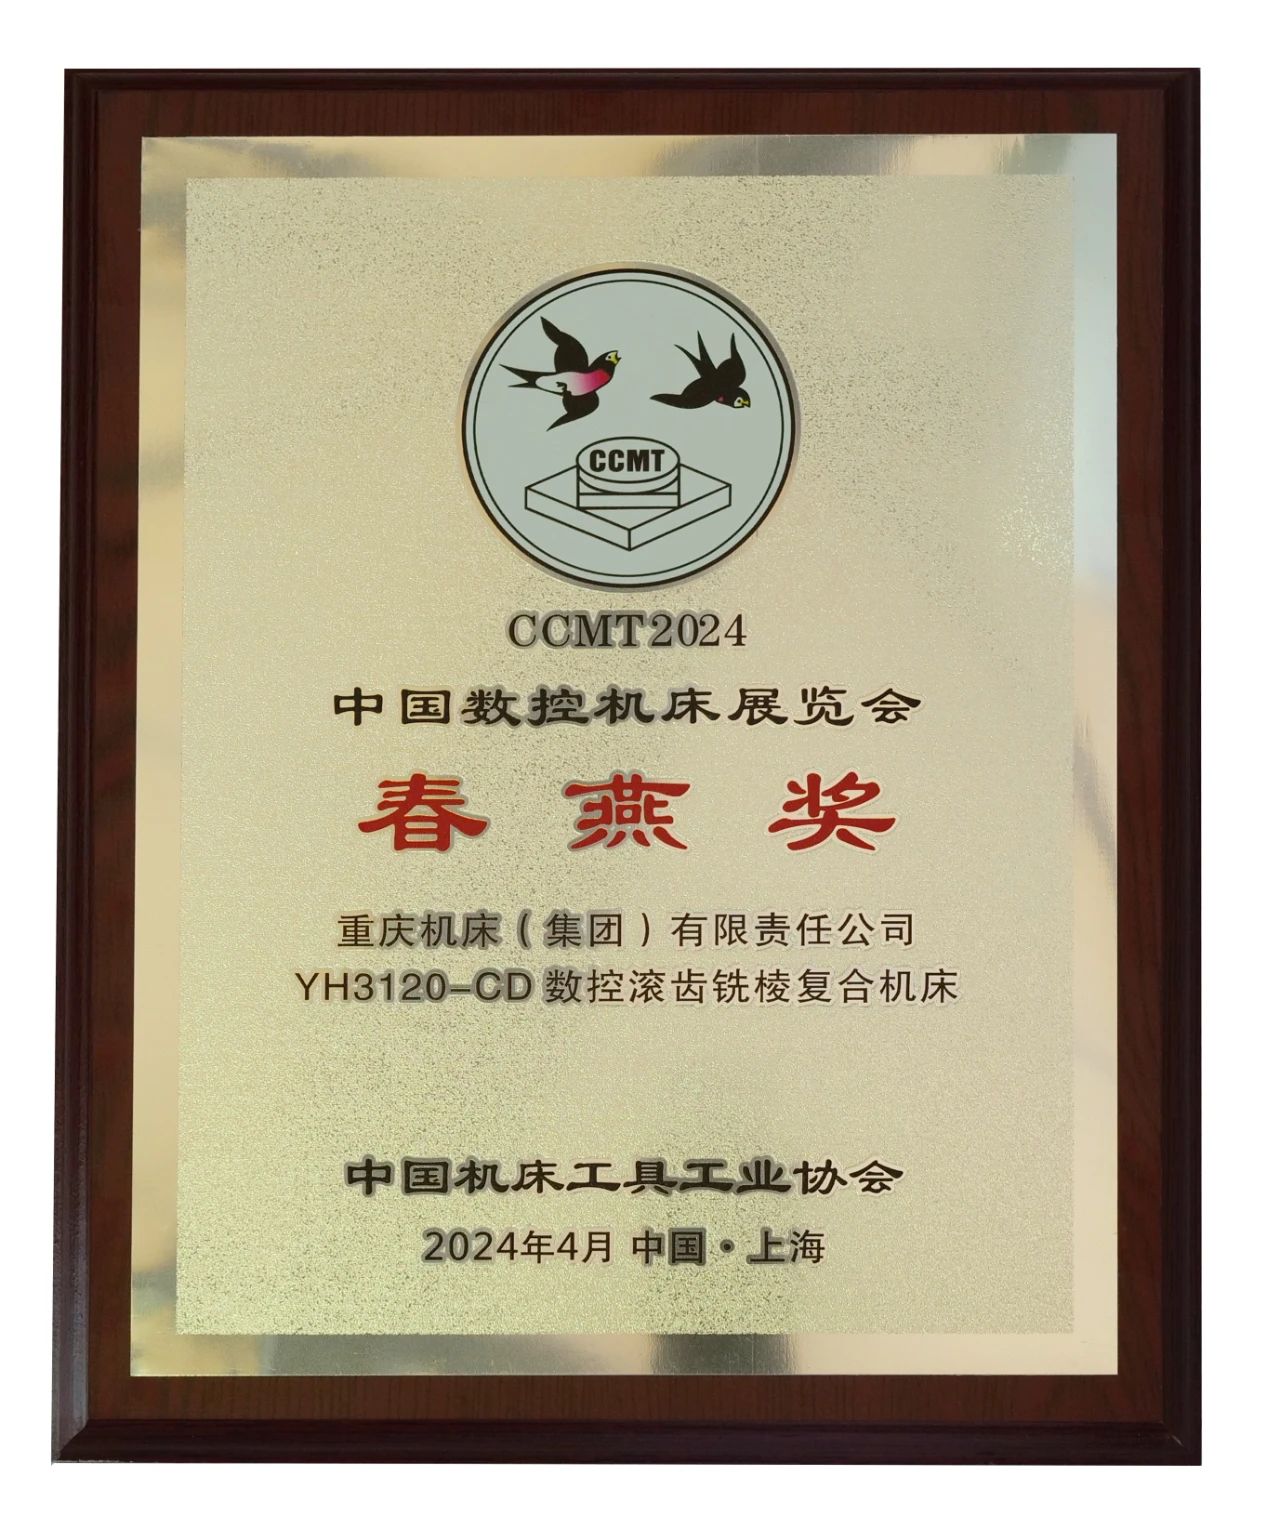 CCMT
CCMT2024
中国数控机床展览会
春燕奖
重庆机床（集团）有限责任公司
YH3120-CD数控滚齿铣棱复合机床
中国机床工具工业协会
2024年4月 中国·上海